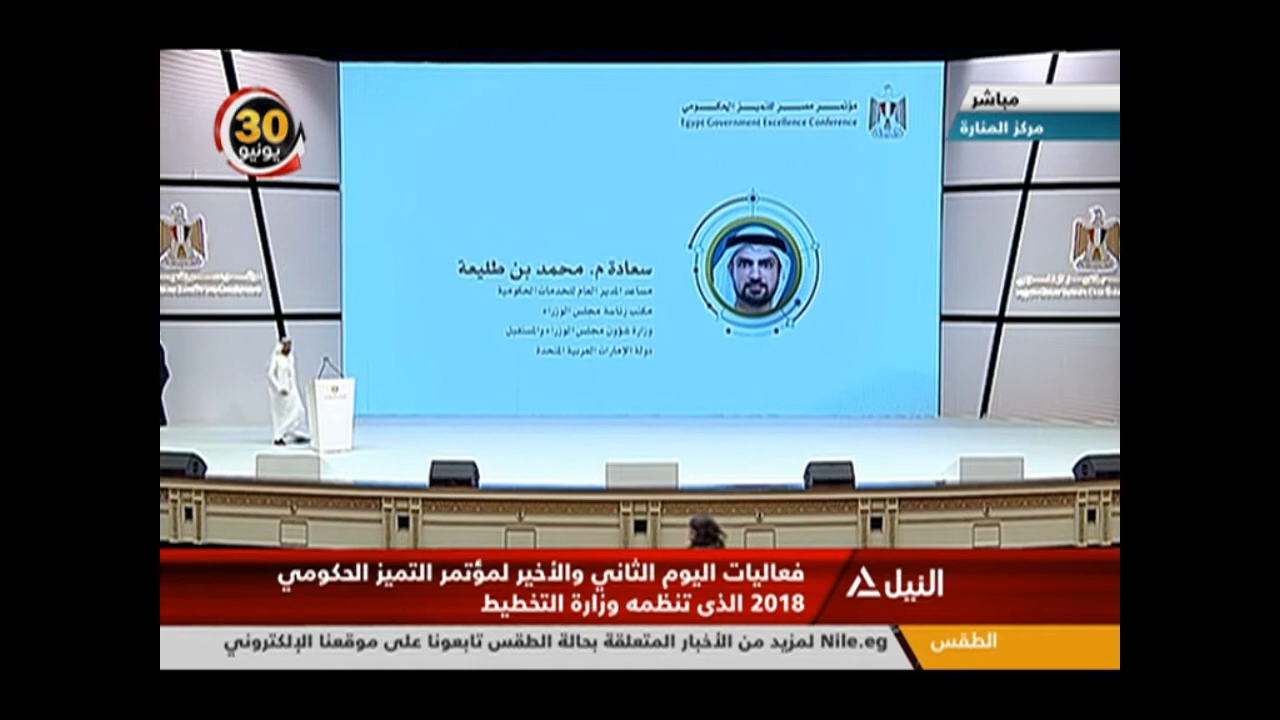 30
يونيو
مباشر
مركز المنارة
مؤتمر مصر للتميز الحكومي
Egypt Government Excellence Conference
سعادة م. محمد بن طليعة
مساعد المدير العام للخدمات الحكومية
مكتب رئاسة مجلس الوزراء
وزارة شؤون مجلس الوزراء والمستقبل
دولة الإمارات العربية المتحدة
النيل
فعاليات اليوم الثاني والأخير لمؤتمر التميز الحكومي
2018 الذى تنظمه وزارة التخطيط
الطقس
Nile.eg لمزيد من الأخبار المتعلقة بحالة الطقس تابعونا على موقعنا الإلكتروني